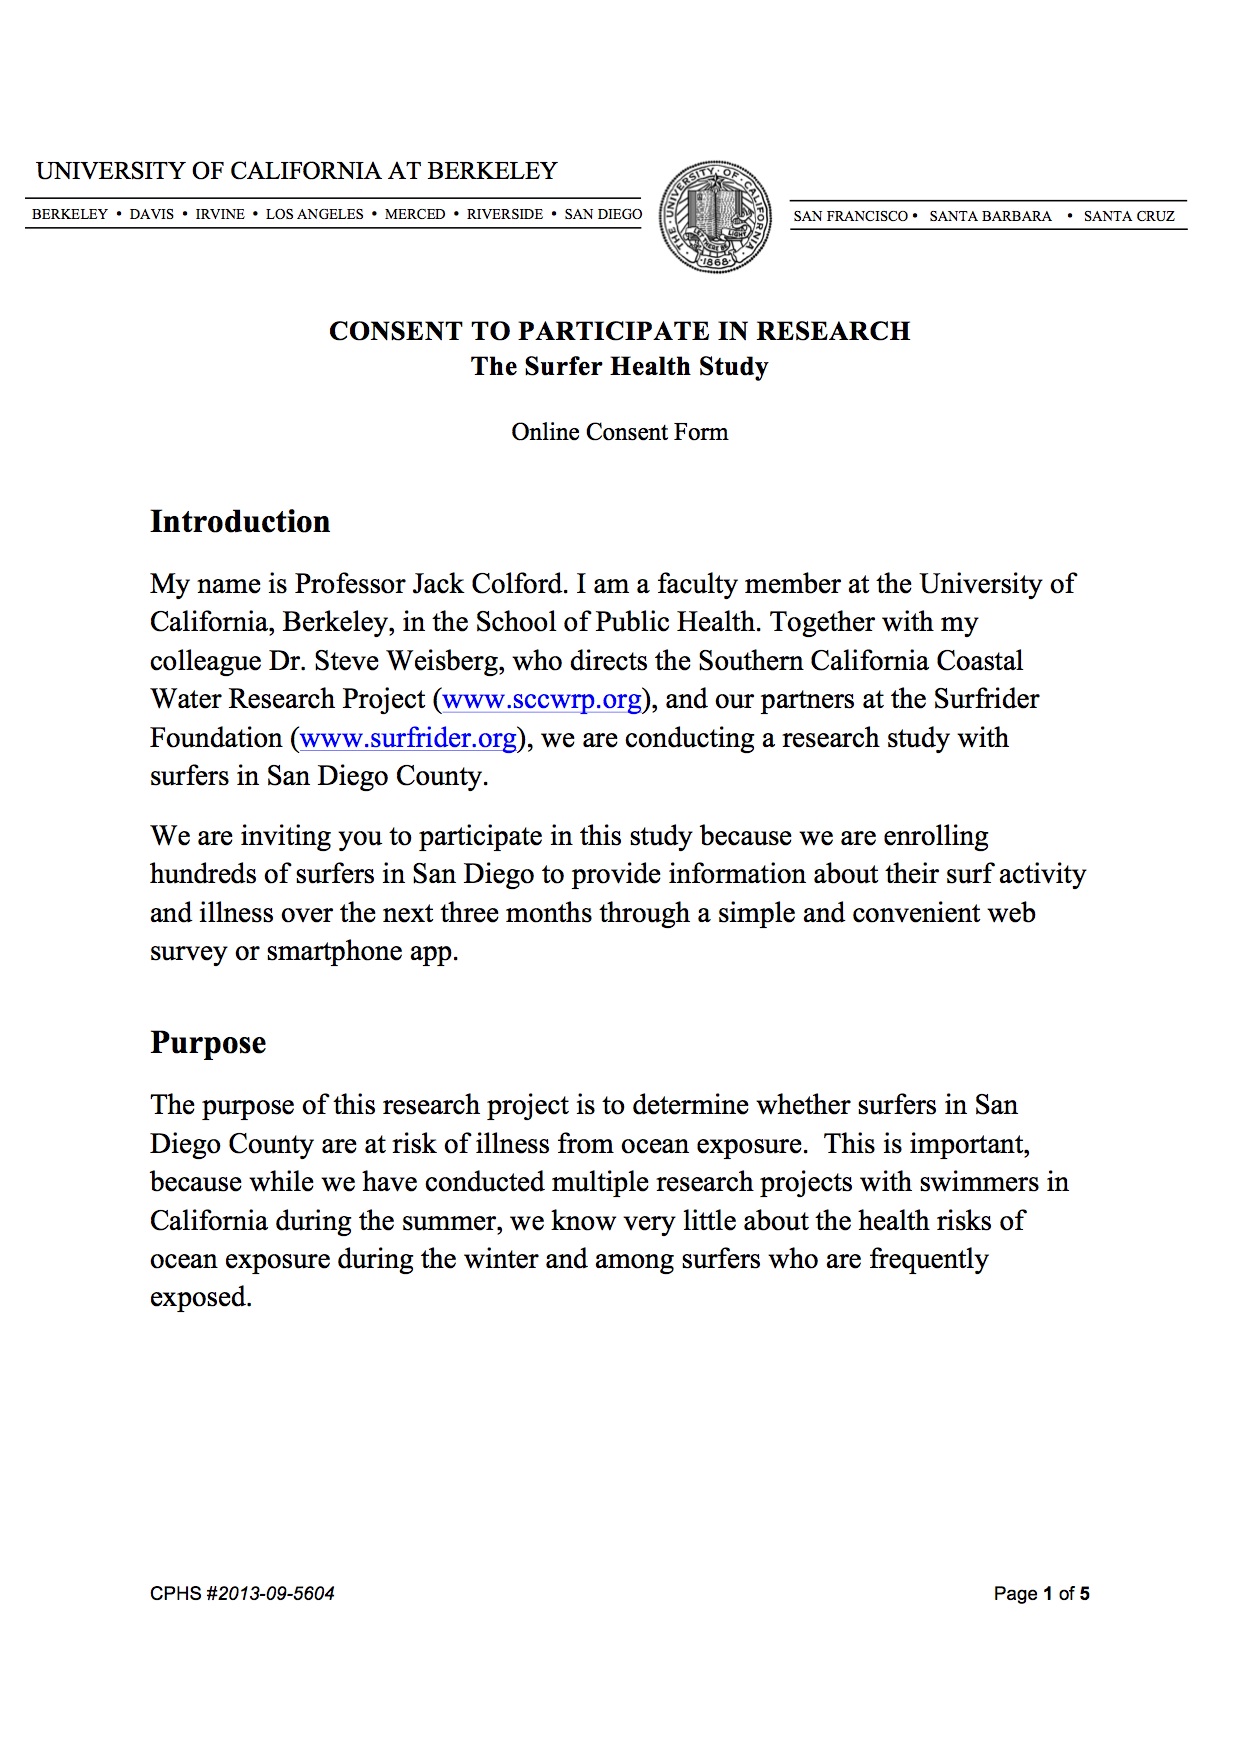 UNIVERSITY OF CALIFORNIA AT BERKELEY
BERKELEY • DAVIS • IRVINE • LOS ANGELES • MERCED • RIVERSIDE • SAN DIEGO
THE UNIVERSITY OF CALIFORNIA
LET THERE BE LIGHT
1868
SAN FRANCISCO • SANTA BARBARA • SANTA CRUZ
CONSENT TO PARTICIPATE IN RESEARCH
The Surfer Health Study
Online Consent Form
Introduction
My name is Professor Jack Colford. I am a faculty member at the University of
California, Berkeley, in the School of Public Health. Together with my
colleague Dr. Steve Weisberg, who directs the Southern California Coastal
Water Research Project (www.sccwrp.org), and our partners at the Surfrider
Foundation (www.surfrider.org), we are conducting a research study with
surfers in San Diego County.
We are inviting you to participate in this study because we are enrolling
hundreds of surfers in San Diego to provide information about their surf activity
and illness over the next three months through a simple and convenient web
survey or smartphone app.
Purpose
The purpose of this research project is to determine whether surfers in San
Diego County are at risk of illness from ocean exposure.  This is important,
because while we have conducted multiple research projects with swimmers in
California during the summer, we know very little about the health risks of
ocean exposure during the winter and among surfers who are frequently
exposed.
CPHS #2013-09-5604
Page 1 of 5